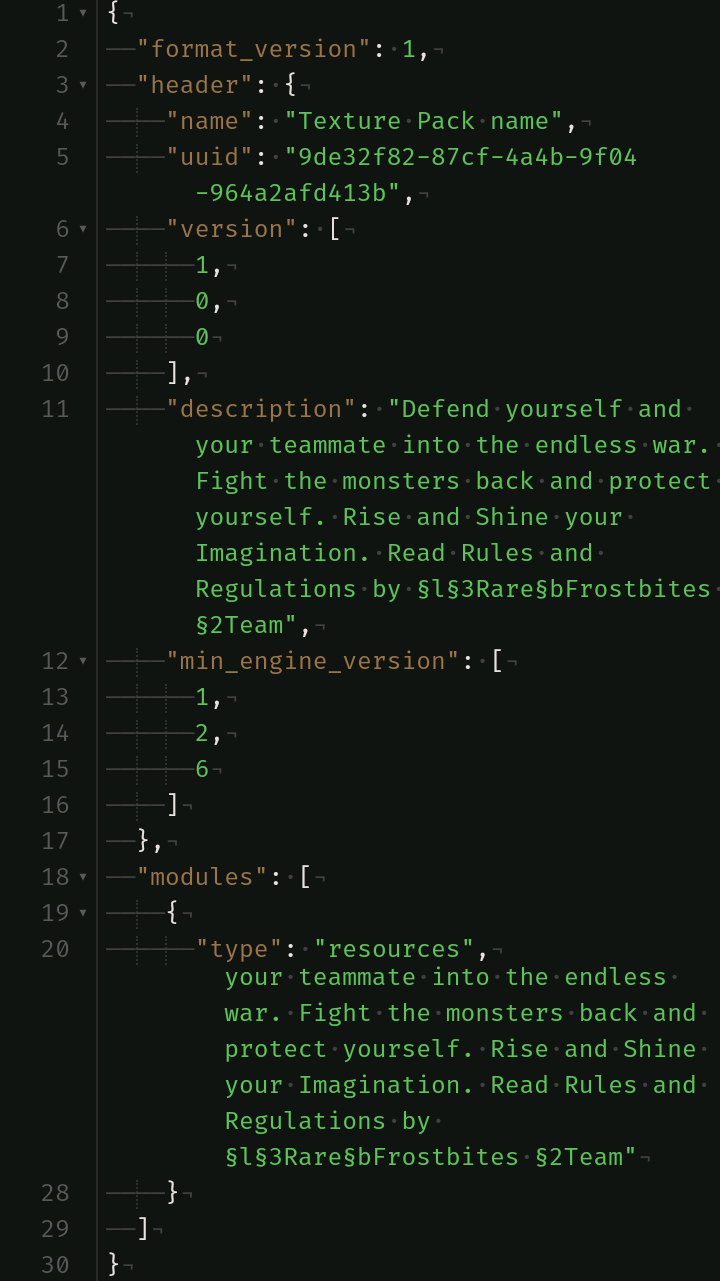 1 {
2 "format_version": 1,
3 "header": {
4 "name": "Texture Pack name",
5 "uuid": "9de32f82-87cf-4a4b-9f04
-964a2afd413b",
6 "version": [
7 1,
8 0,
9 0
10 ],
11 "description": "Defend yourself and
your teammate into the endless war.
Fight the monsters back and protect
yourself. Rise and Shine your
Imagination. Read Rules and
Regulations by §l§3Rare§bFrostbites
§2Team",
12 "min_engine_version": [
13 1,
14 2,
15 6
16 ]
17 },
18 "modules": [
19 {
20 "type": "resources",
your teammate into the endless
war. Fight the monsters back and
protect yourself. Rise and Shine
your Imagination. Read Rules and
Regulations by
§l§3Rare§bFrostbites §2Team"
28 }
29 ]
30 }